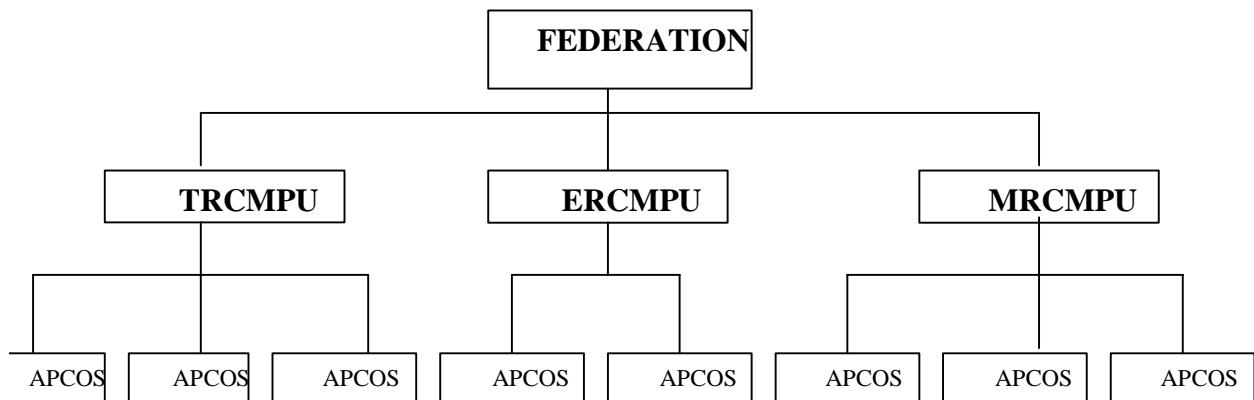 FEDERATION
TRCMPU ERCMPU MRCMPU
APCOS APCOS APCOS APCOS APCOS APCOS APCOS APCOS